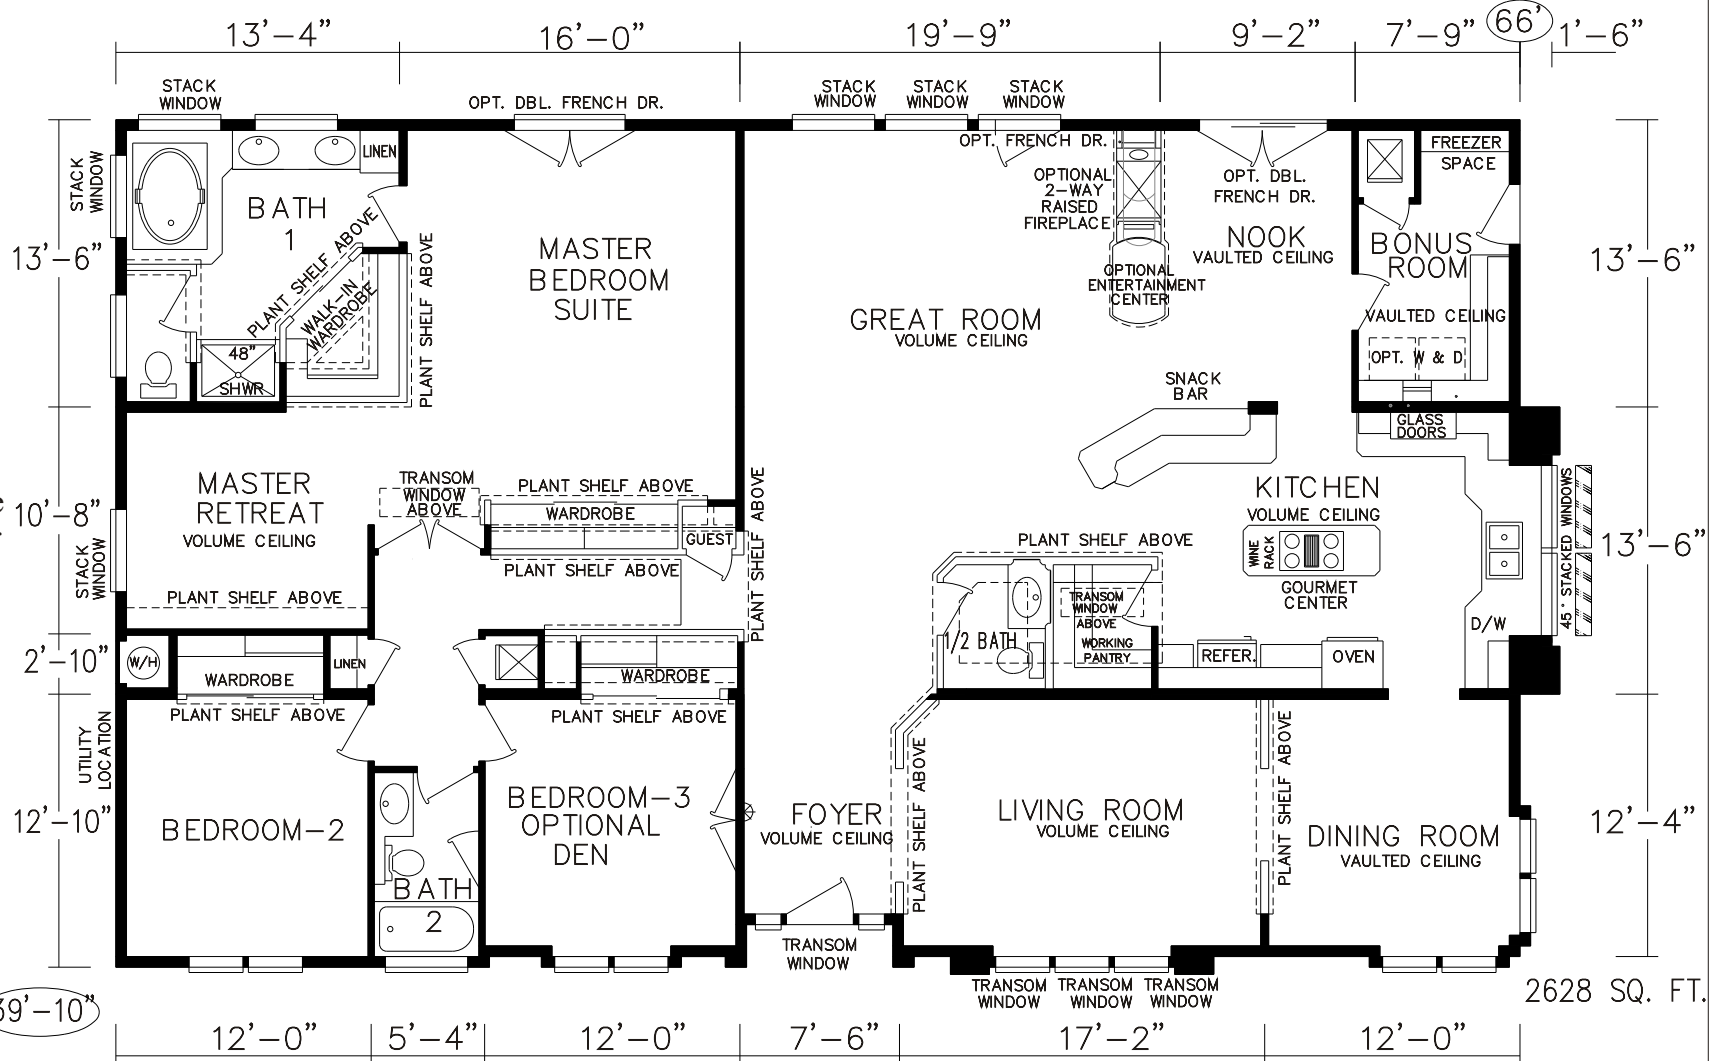 13'-4"
16'-0"
19'-9"
9'-2"
7'-9"
66'
1'-6"
STACK
WINDOW
OPT. DBL. FRENCH DR.
STACK
WINDOW
STACK
WINDOW
STACK
WINDOW
STACK
WINDOW
LINEN
BATH
1
PLANT SHELF ABOVE
WALK-IN
WARDROBE
PLANT SHELF ABOVE
48"
SHWR
MASTER
BEDROOM
SUITE
OPT. FRENCH DR.
OPTIONAL
2-WAY
RAISED
FIREPLACE
OPTIONAL
ENTERTAINMENT
CENTER
OPT. DBL.
FRENCH DR.
NOOK
VAULTED CEILING
FREEZER
SPACE
BONUS
ROOM
VAULTED CEILING
OPT. W & D
13'-6"
13'-6"
GREAT ROOM
VOLUME CEILING
SNACK
BAR
GLASS
DOORS
MASTER
RETREAT
VOLUME CEILING
TRANSOM
WINDOW
ABOVE
PLANT SHELF ABOVE
WARDROBE
GUEST
PLANT SHELF ABOVE
PLANT SHELF ABOVE
PLANT SHELF ABOVE
10'-8"
STACK
WINDOW
KITCHEN
VOLUME CEILING
WINE
RACK
GOURMET
CENTER
45° STACKED WINDOWS
13'-6"
D/W
PLANT SHELF ABOVE
TRANSOM
WINDOW
ABOVE
WORKING
PANTRY
1/2 BATH
REFER.
OVEN
2'-10"
W/H
WARDROBE
LINEN
WARDROBE
PLANT SHELF ABOVE
PLANT SHELF ABOVE
UTILITY
LOCATION
12'-10"
BEDROOM-2
BATH
2
BEDROOM-3
OPTIONAL
DEN
FOYER
VOLUME CEILING
PLANT SHELF ABOVE
LIVING ROOM
VOLUME CEILING
PLANT SHELF ABOVE
DINING ROOM
VAULTED CEILING
12'-4"
TRANSOM
WINDOW
TRANSOM
WINDOW
TRANSOM
WINDOW
TRANSOM
WINDOW
2628 SQ. FT.
39'-10"
12'-0"
5'-4"
12'-0"
7'-6"
17'-2"
12'-0"